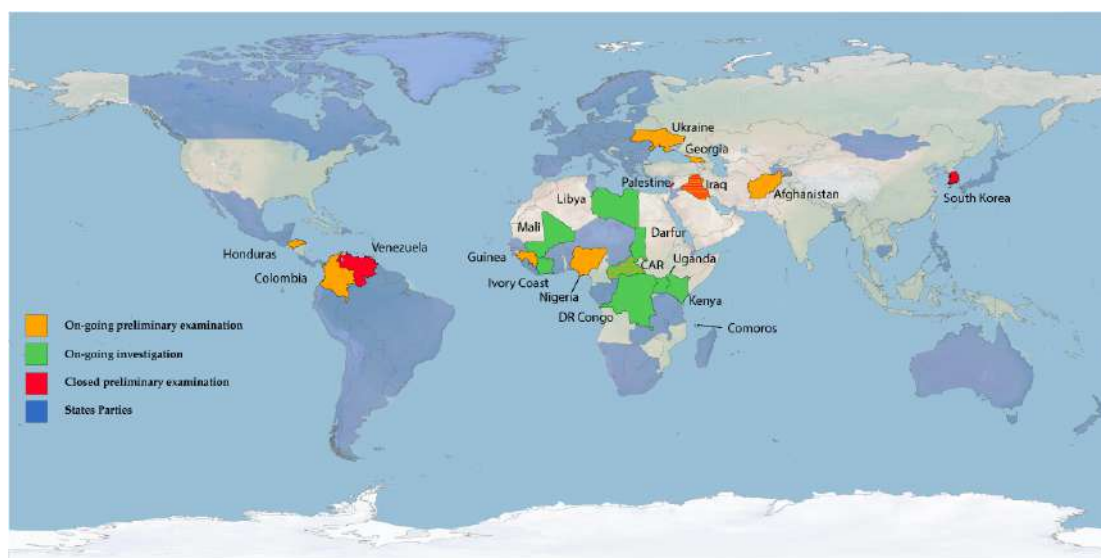 Ukraine
Georgia
Palestine
Iraq
Afghanistan
South Korea
Libya
Mali
Darfur
Honduras
Venezuela
Guinea
CAR
Uganda
Colombia
Ivory Coast
Nigeria
Kenya
DR Congo
Comoros
On-going preliminary examination
On-going investigation
Closed preliminary examination
States Parties